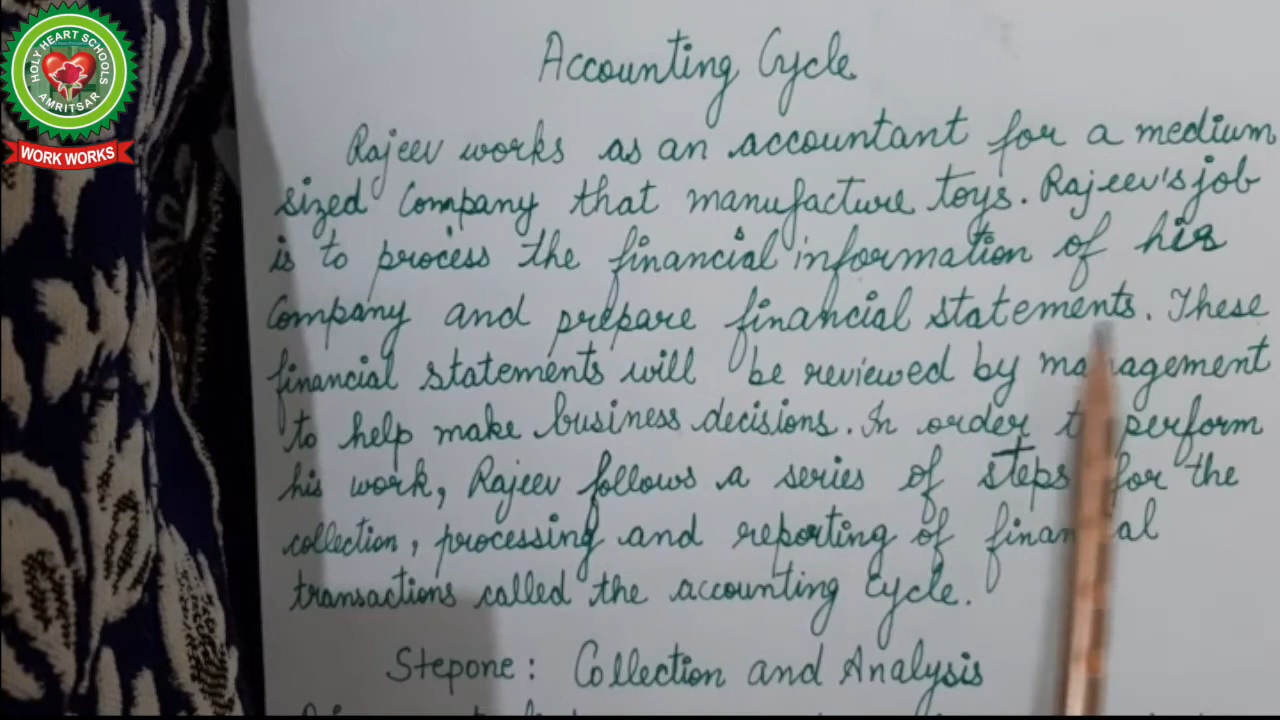 HOLY HEART SCHOOLS
AMRITSAR
WORK WORKS
Accounting Cycle
Rajeev works as an accountant for a medium
sized Company that manufacture toys. Rajeev's job
is to process the financial information of his
Company and prepare financial statements. These
financial statements will be reviewed by management
to help make business decisions. In order to perform
his work, Rajeev follows a series of steps for the
collection, processing and reporting of financial
transactions called the accounting Cycle.
Stepone: Collection and Analysis